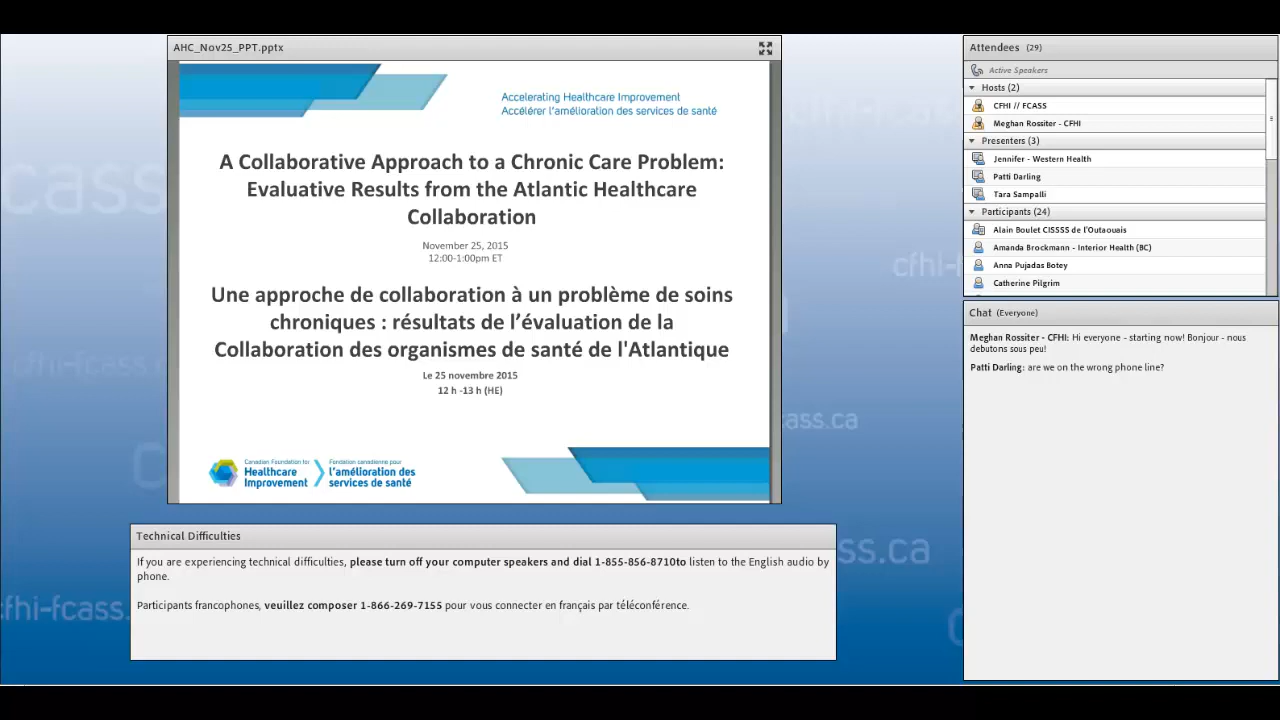 AHC_Nov25_PPT.pptx
Accelerating Healthcare Improvement
Accélérer l'amélioration des services de santé
A Collaborative Approach to a Chronic Care Problem:
Evaluative Results from the Atlantic Healthcare
Collaboration
November 25, 2015
12:00-1:00pm ET
Une approche de collaboration à un problème de soins
chroniques : résultats de l’évaluation de la
Collaboration des organismes de santé de l'Atlantique
Le 25 novembre 2015
12 h -13 h (HE)
Canadian Foundation for
Healthcare
Improvement
Fondation canadienne pour
l'amélioration des
services de santé
Technical Difficulties
If you are experiencing technical difficulties, please turn off your computer speakers and dial 1-855-856-8710to listen to the English audio by
phone.
Participants francophones, veuillez composer 1-866-269-7155 pour vous connecter en français par téléconférence.
Attendees (29)
Active Speakers
Hosts (2)
CFHI // FCASS
Meghan Rossiter - CFHI
Presenters (3)
Jennifer - Western Health
Patti Darling
Tara Sampalli
Participants (24)
Alain Boulet CISSSS de l'Outaouais
Amanda Brockmann - Interior Health (BC)
Anna Pujadas Botey
Catherine Pilgrim
Chat (Everyone)
Meghan Rossiter - CFHI: Hi everyone - starting now! Bonjour - nous
debutons sous peu!
Patti Darling: are we on the wrong phone line?
cass
cfhi-fcass.
cfhi-fcass.
cfhi-f
cass.ca
ss.ca